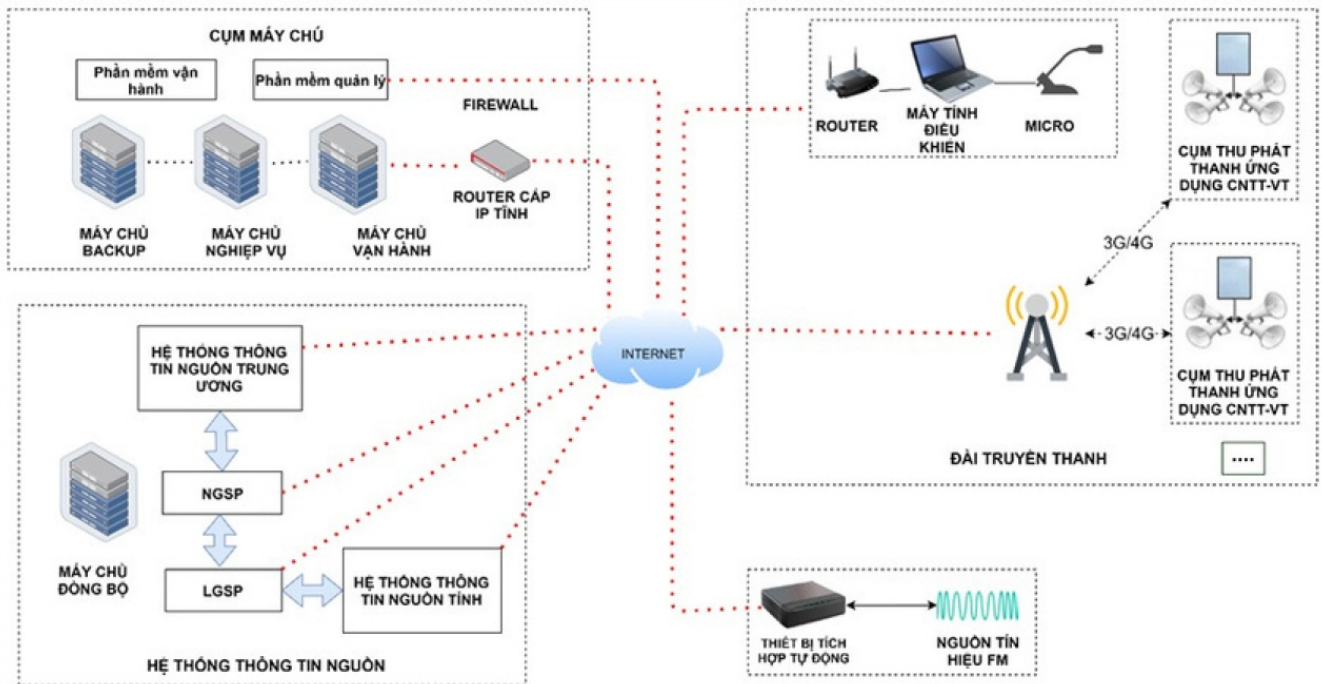 CỤM MÁY CHỦ
Phần mềm vận
hành
Phần mềm quản lý
FIREWALL
ROUTER CẤP
IP TĨNH
MÁY CHỦ
BACKUP
MÁY CHỦ
NGHIỆP VỤ
MÁY CHỦ
VẠN HÀNH
ROUTER
MÁY TÍNH
ĐIỀU
KHIỂN
MICRO
CỤM THU PHÁT
THANH ỨNG
DỤNG CNTT-VT
3G/4G
3G/4G
CỤM THU PHÁT
THANH ỨNG
DỤNG CNTT-VT
ĐÀI TRUYỀN THANH
....
INTERNET
HỆ THỐNG THÔNG
TIN NGUỒN TRUNG
ƯƠNG
NGSP
LGSP
MÁY CHỦ
ĐỒNG BỘ
HỆ THỐNG THÔNG
TIN NGUỒN TỈNH
HỆ THỐNG THÔNG TIN NGUỒN
THIẾT BỊ TÍCH
HỢP TỰ ĐỘNG
NGUỒN TÍN
HIỆU FM